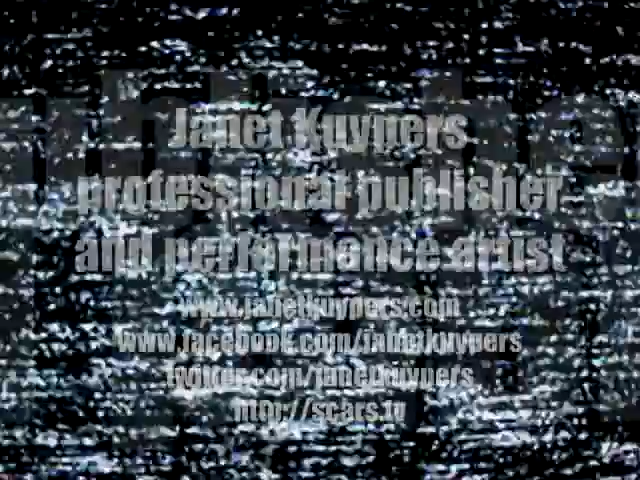 Janet Kuypers
professional publisher
and performance artist
www.janetkuypers.com
www.facebook.com/janetkuypers
twitter.com/janetkuypers
http://scars.tv